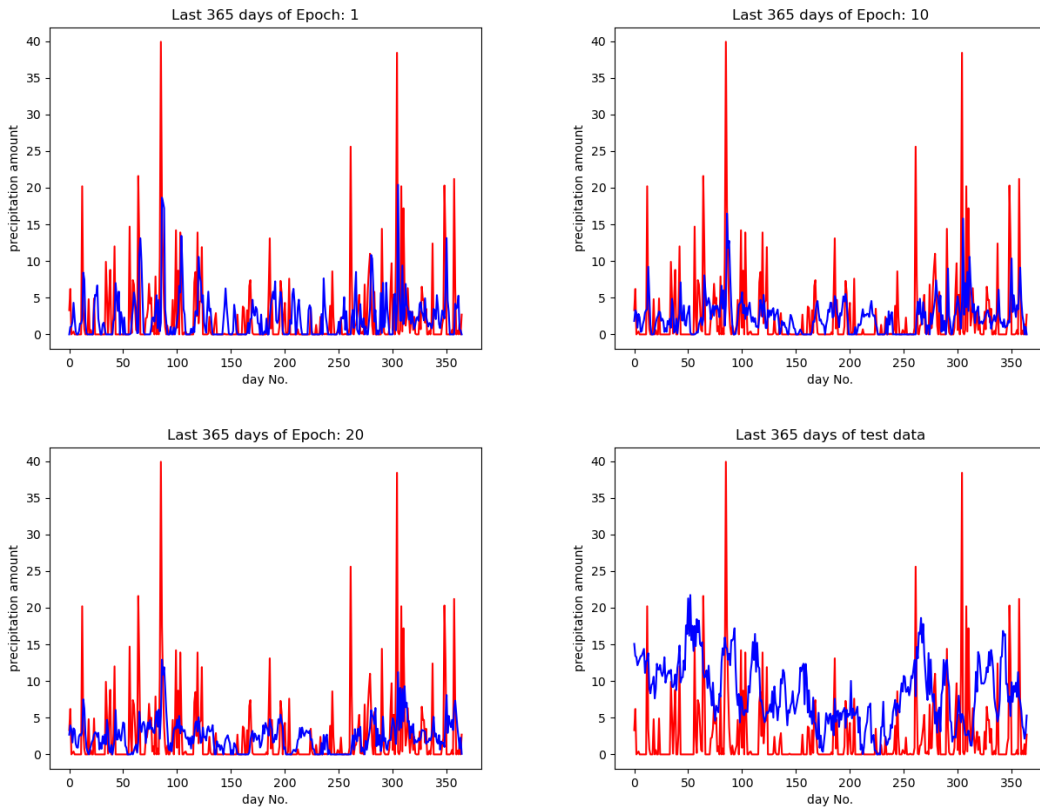 Last 365 days of Epoch: 1
precipitation amount
40
35
30
25
20
15
10
5
0
0 50 100 150 200 250 300 350
day No.
Last 365 days of Epoch: 10
precipitation amount
40
35
30
25
20
15
10
5
0
0 50 100 150 200 250 300 350
day No.
Last 365 days of Epoch: 20
precipitation amount
40
35
30
25
20
15
10
5
0
0 50 100 150 200 250 300 350
day No.
Last 365 days of test data
precipitation amount
40
35
30
25
20
15
10
5
0
0 50 100 150 200 250 300 350
day No.